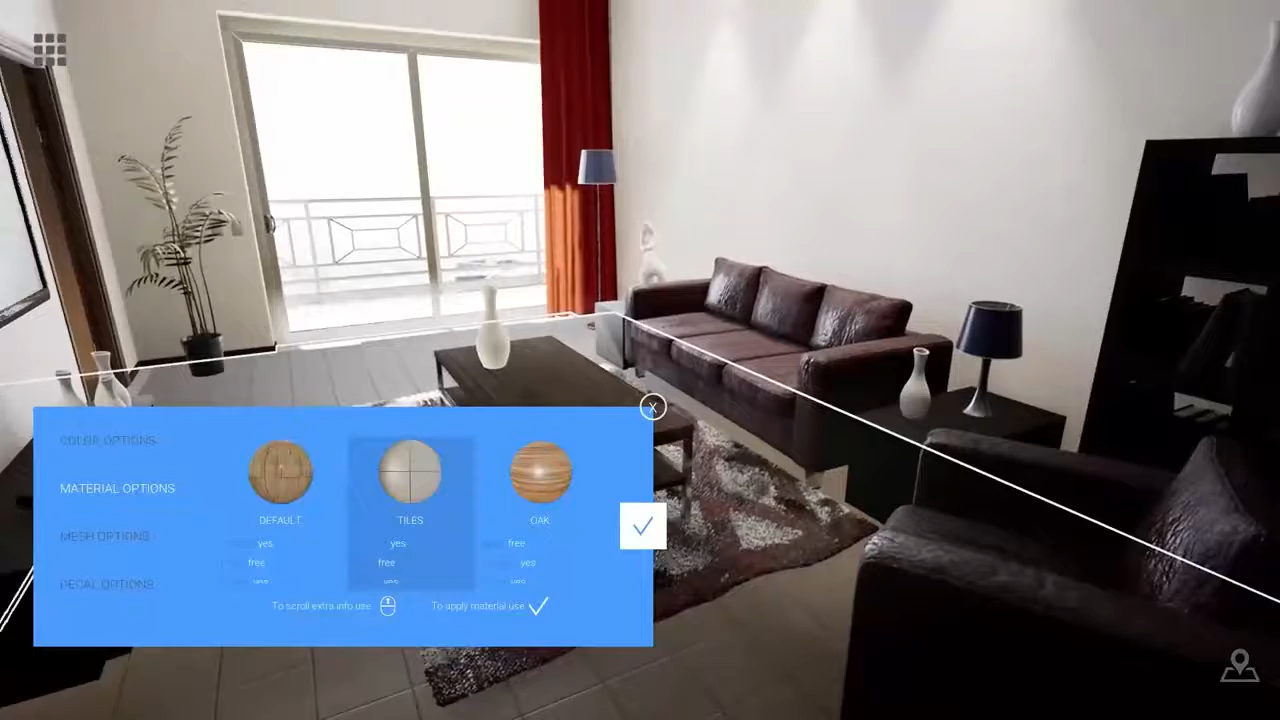 X
COLOR OPTIONS
MATERIAL OPTIONS
MESH OPTIONS
DECAL OPTIONS
DEFAULT
TILES
OAK
yes
yes
free
free
free
yes
To scroll extra info use
To apply material use